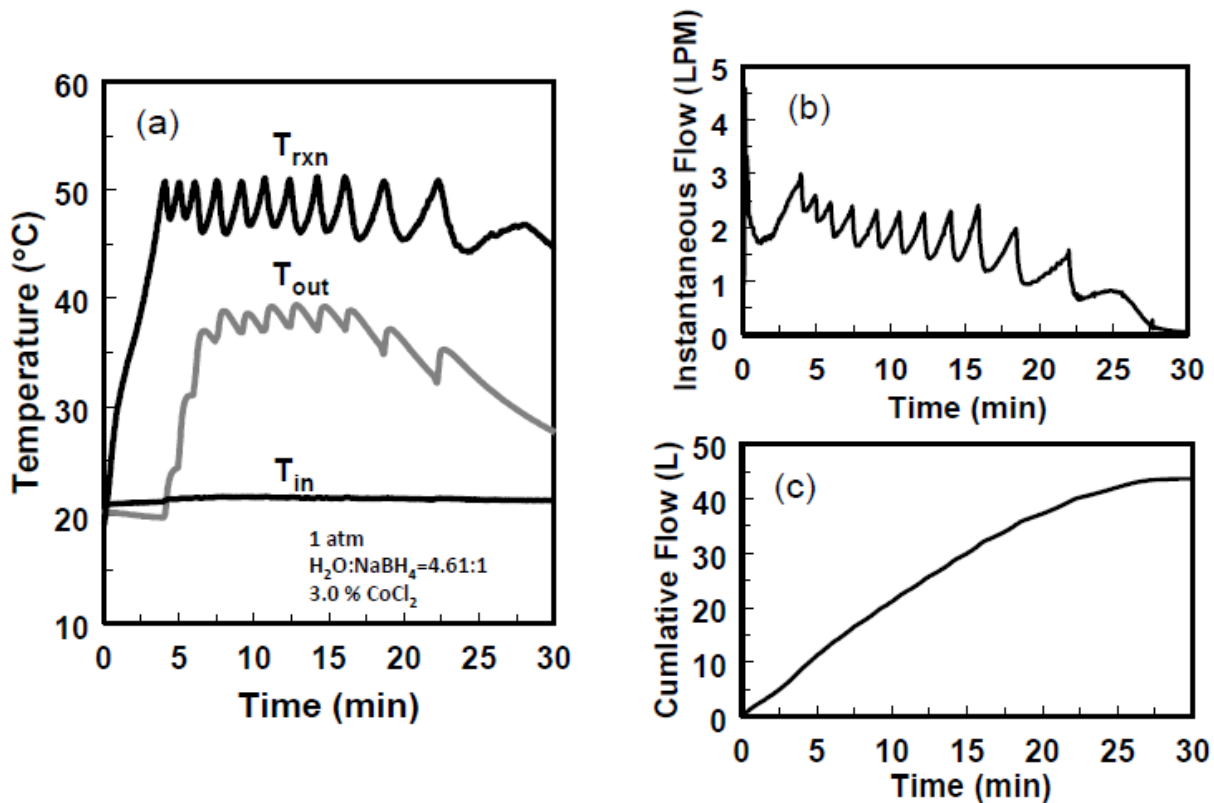 (a)
T_rxn
T_out
T_in
1 atm
H₂O:NaBH₄=4.61:1
3.0 % CoCl₂
Temperature (°C)
60
50
40
30
20
10
0 5 10 15 20 25 30
Time (min)
(b)
Instantaneous Flow (LPM)
5
4
3
2
1
0
0 5 10 15 20 25 30
Time (min)
(c)
Cumlative Flow (L)
50
40
30
20
10
0
0 5 10 15 20 25 30
Time (min)